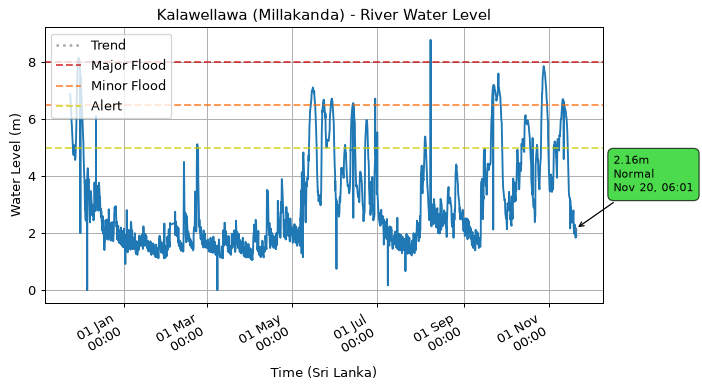 Kalawellawa (Millakanda) - River Water Level
Trend
Major Flood
Minor Flood
Alert
Water Level (m)
8
6
4
2
0
2.16m
Normal
Nov 20, 06:01
01 Jan
00:00
01 Mar
00:00
01 May
00:00
01 Jul
00:00
01 Sep
00:00
01 Nov
00:00
Time (Sri Lanka)